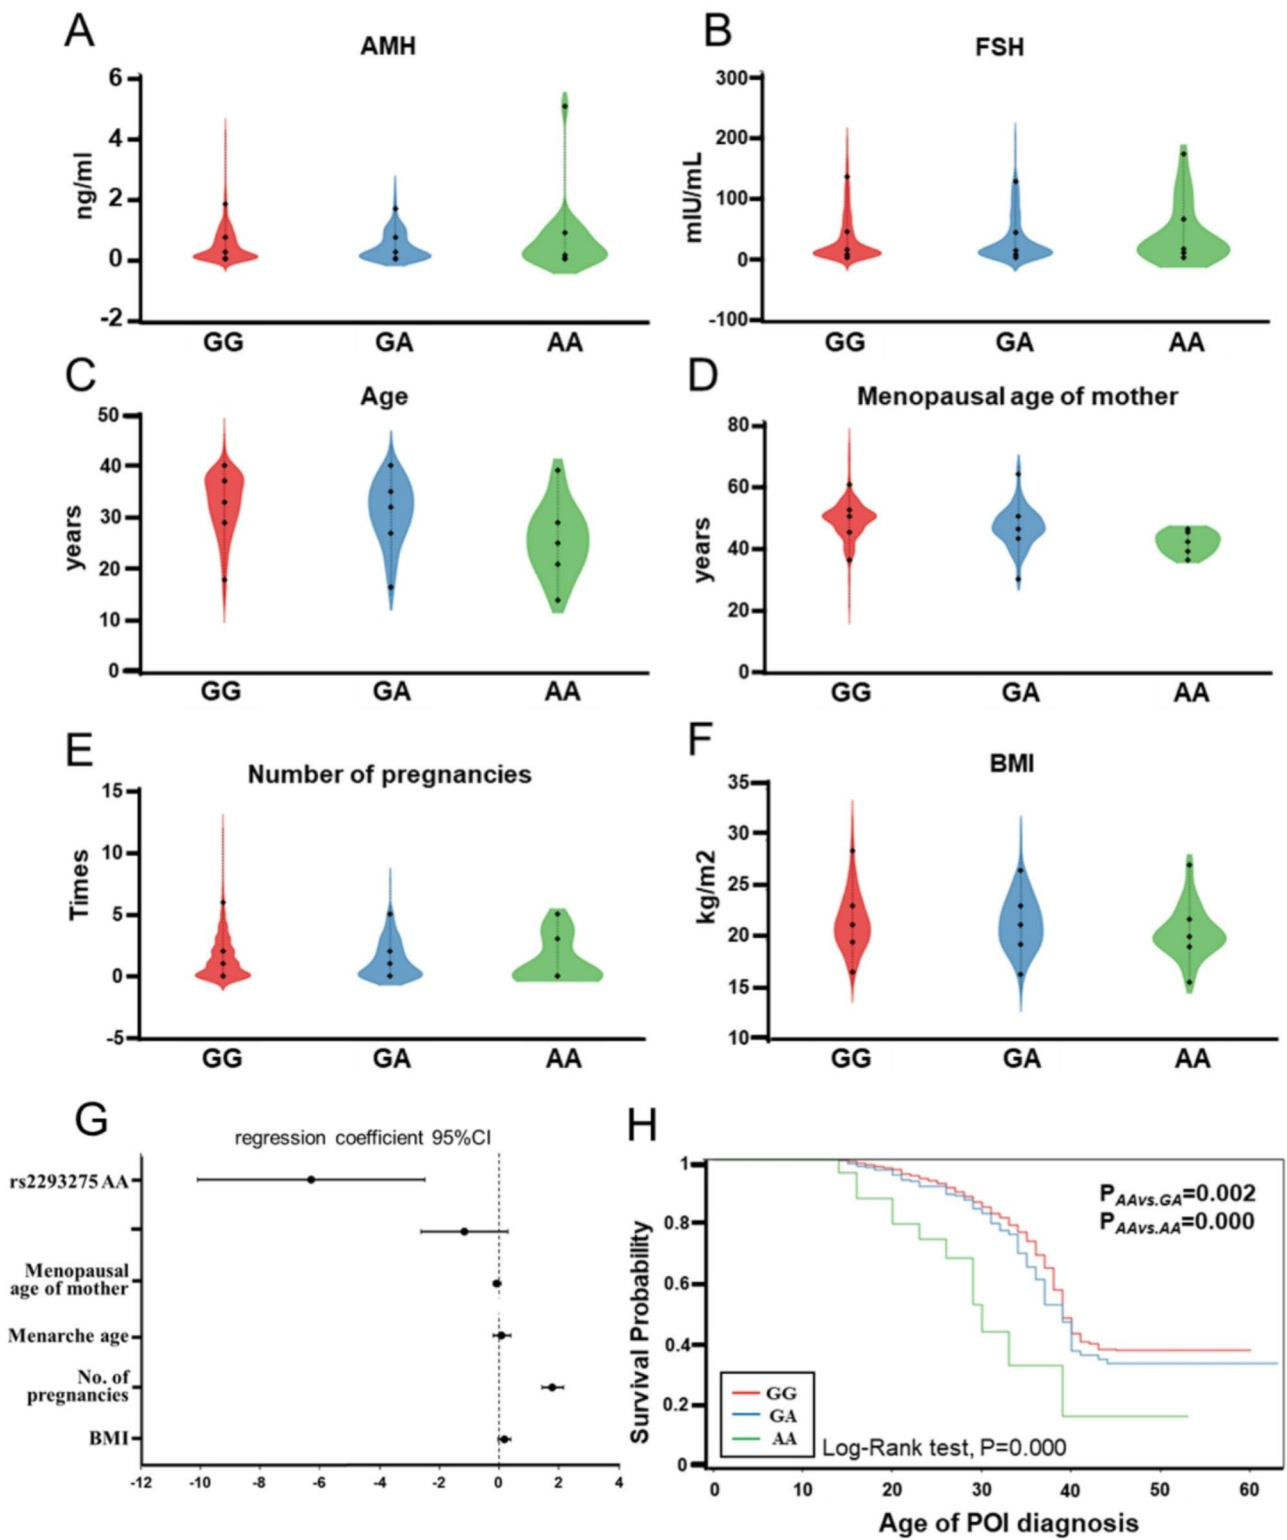 A
AMH
ng/ml
6
4
2
0
-2
GG GA AA
B
FSH
mIU/mL
300
200
100
0
-100
GG GA AA
C
Age
years
50
40
30
20
10
0
GG GA AA
D
Menopausal age of mother
years
80
60
40
20
0
GG GA AA
E
Number of pregnancies
Times
15
10
5
0
-5
GG GA AA
F
BMI
kg/m2
35
30
25
20
15
10
GG GA AA
G
regression coefficient 95%CI
rs2293275 AA
Menopausal
age of mother
Menarche age
No. of
pregnancies
BMI
-12 -10 -8 -6 -4 -2 0 2 4
H
Survival Probability
1
0.8
0.6
0.4
0.2
0
PAAvs.GA=0.002
PAAvs.AA=0.000
GG
GA
AA
Log-Rank test, P=0.000
0 10 20 30 40 50 60
Age of POI diagnosis